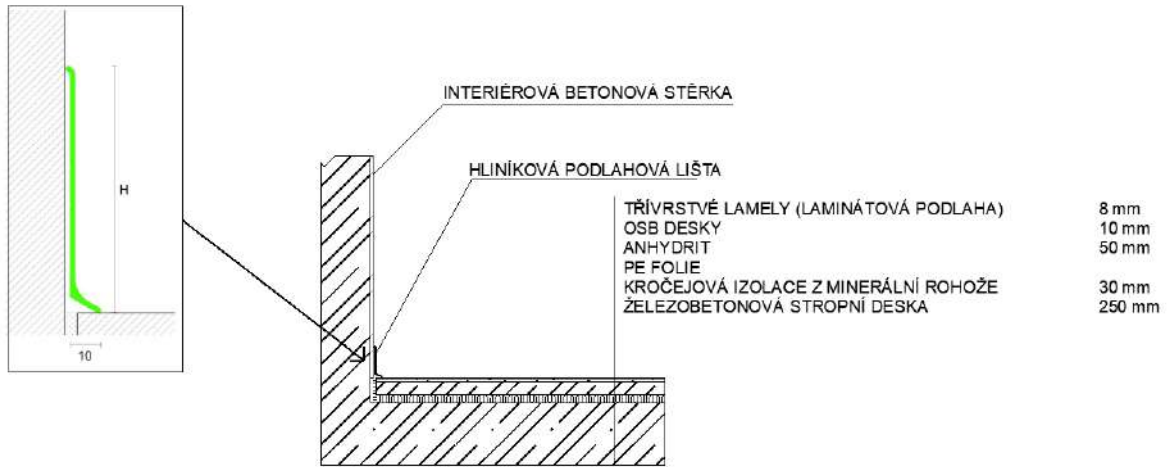 H
10
INTERIÉROVÁ BETONOVÁ STĚRKA
HLINÍKOVÁ PODLAHOVÁ LIŠTA
TŘÍVRSTVÉ LAMELY (LAMINÁTOVÁ PODLAHA) 8 mm
OSB DESKY 10 mm
ANHYDRIT 50 mm
PE FOLIE
KROČEJOVÁ IZOLACE Z MINERÁLNÍ ROHOŽE 30 mm
ŽELEZOBETONOVÁ STROPNÍ DESKA 250 mm